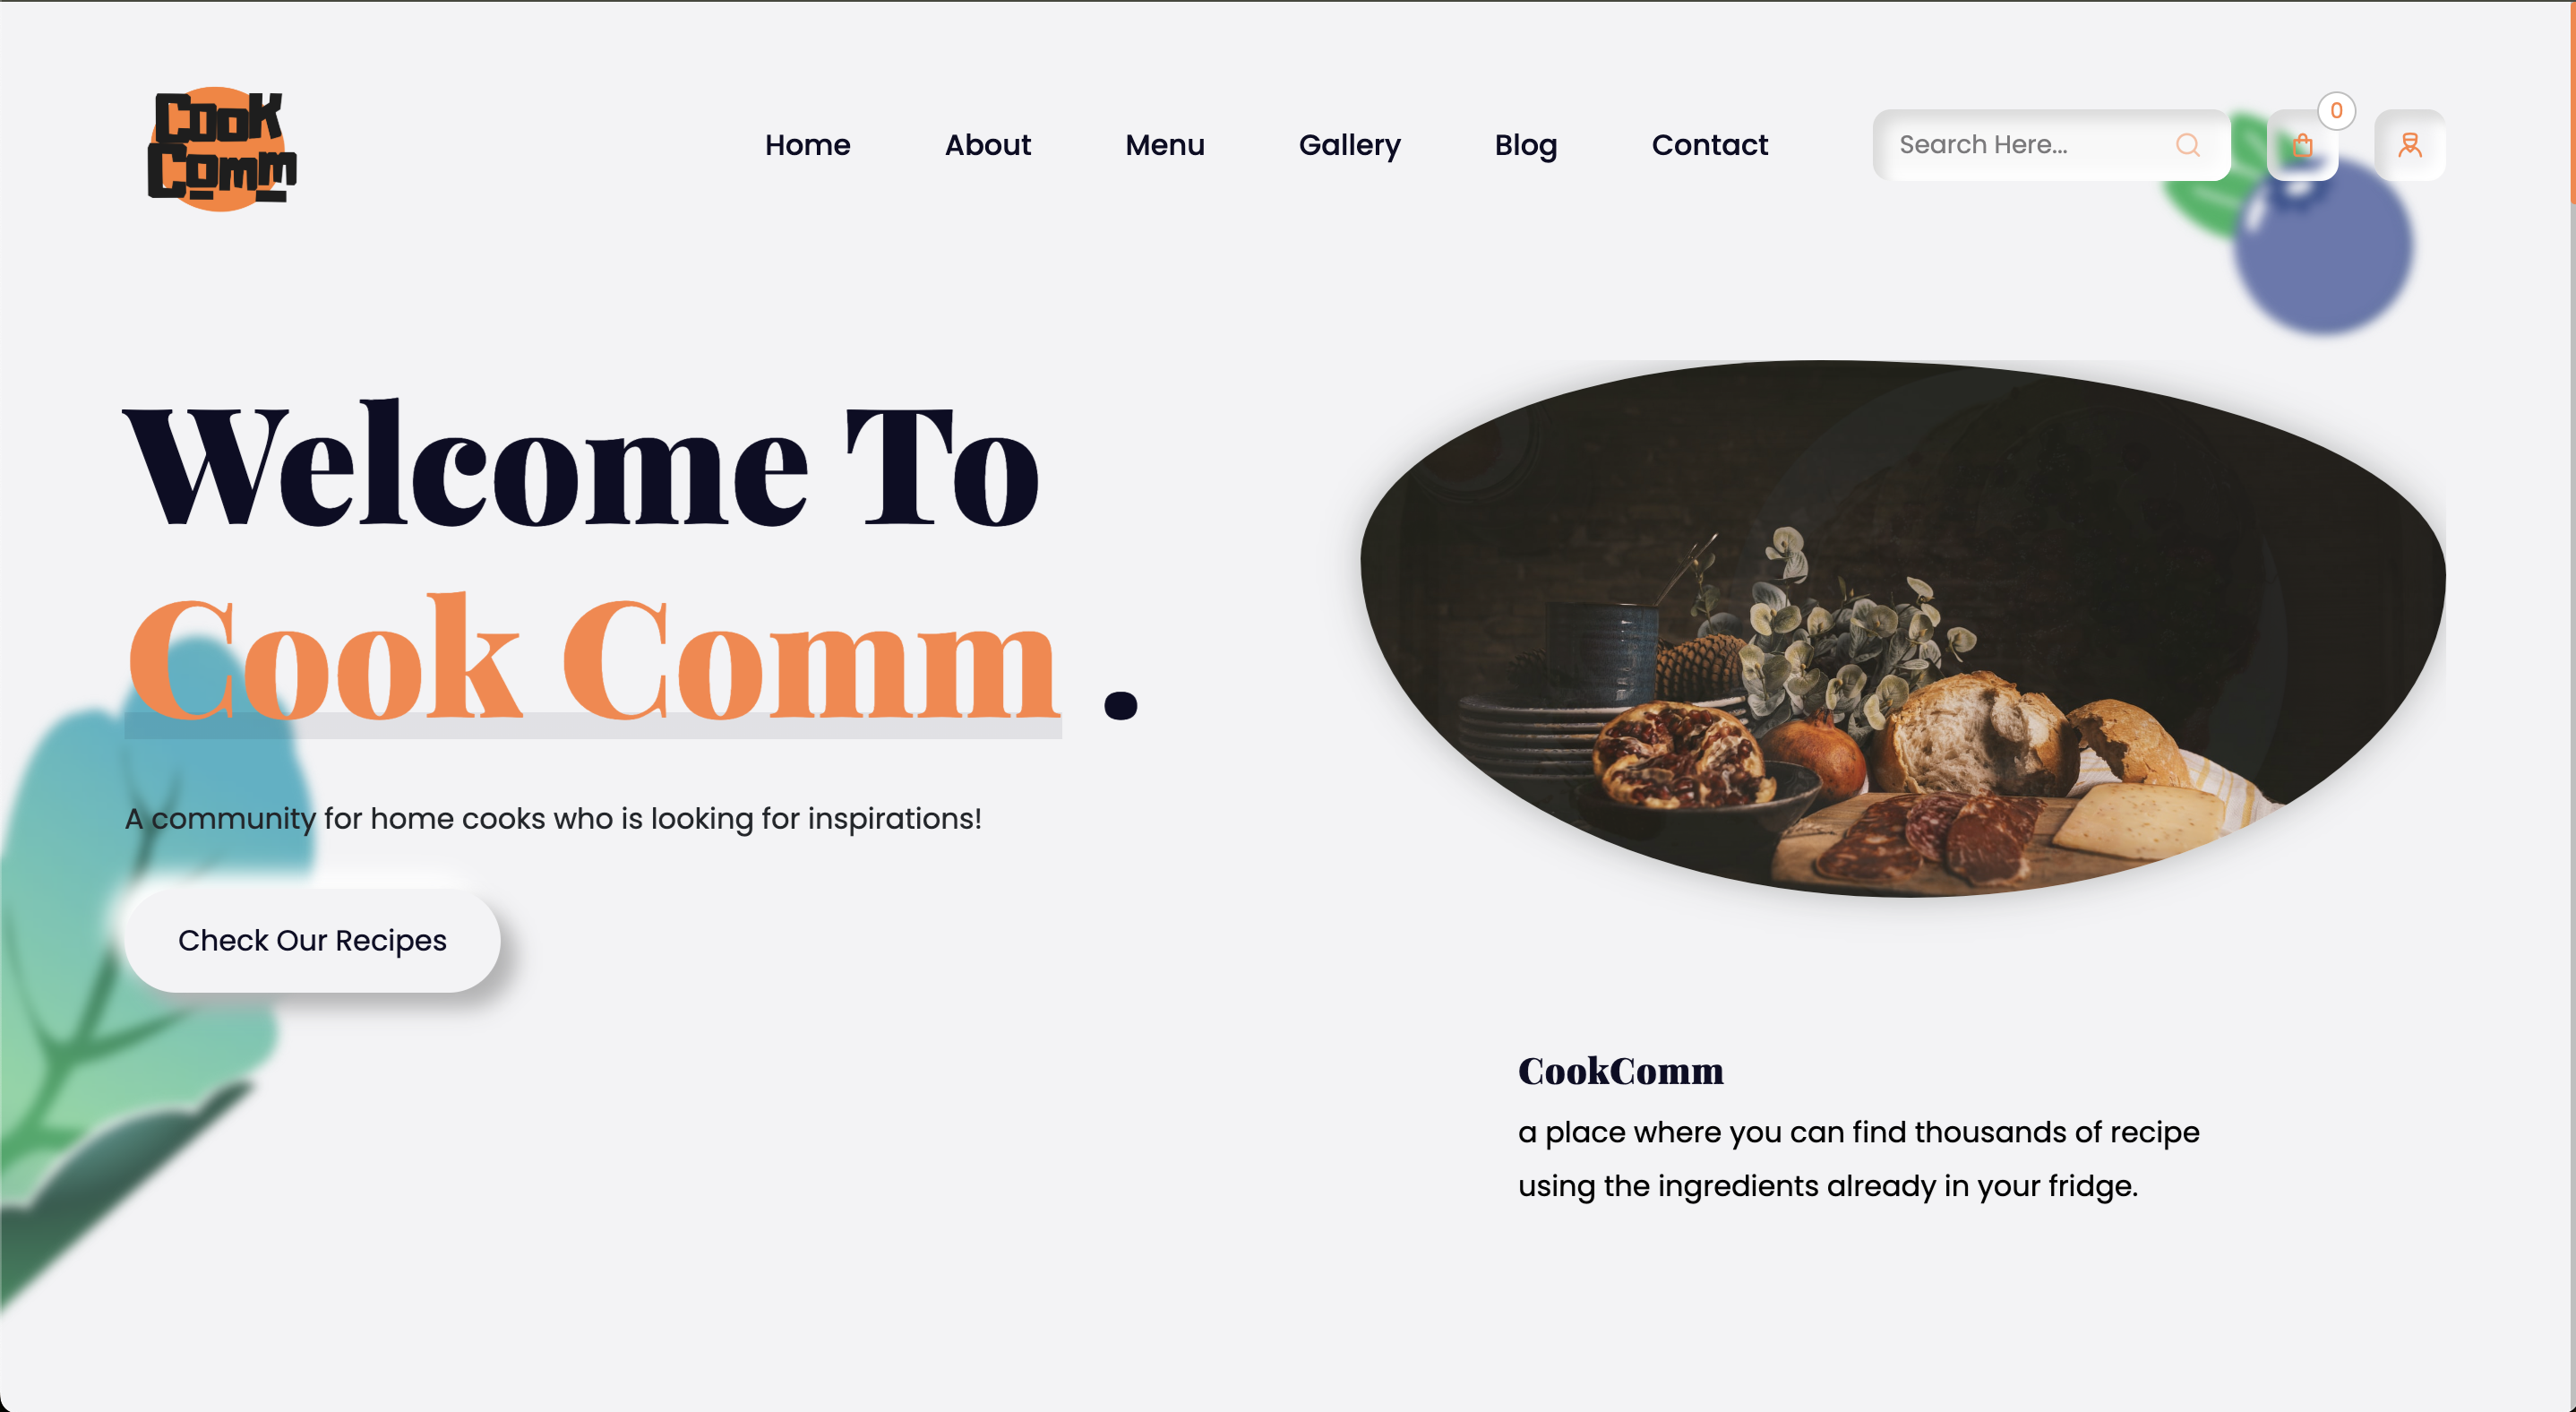 Cook
Comm
Home
About
Menu
Gallery
Blog
Contact
Search Here...
0
Welcome To
Cook Comm .
A community for home cooks who is looking for inspirations!
Check Our Recipes
CookComm
a place where you can find thousands of recipe
using the ingredients already in your fridge.